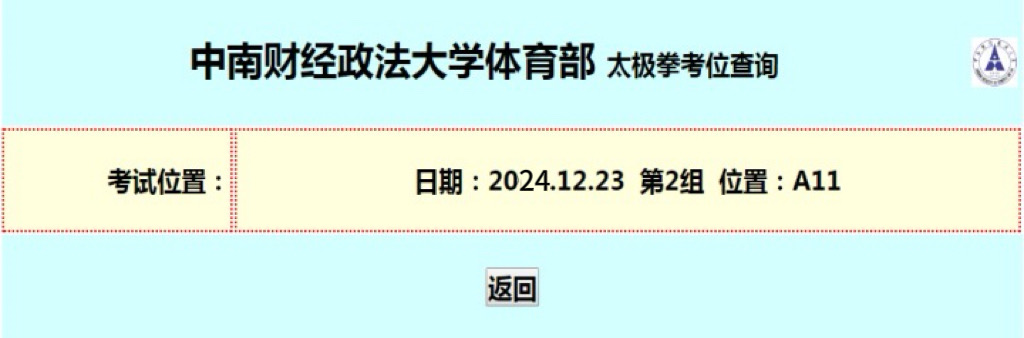 中南财经政法大学体育部 太极拳考位查询
考试位置： 日期：2024.12.23 第2组 位置：A11
返回